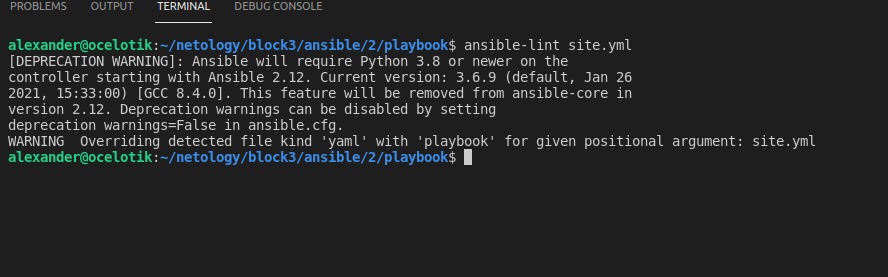 PROBLEMS OUTPUT TERMINAL DEBUG CONSOLE
alexander@ocelotik:~/netology/block3/ansible/2/playbook$ ansible-lint site.yml
[DEPRECATION WARNING]: Ansible will require Python 3.8 or newer on the
controller starting with Ansible 2.12. Current version: 3.6.9 (default, Jan 26
2021, 15:33:00) [GCC 8.4.0]. This feature will be removed from ansible-core in
version 2.12. Deprecation warnings can be disabled by setting
deprecation warnings=False in ansible.cfg.
WARNING  Overriding detected file kind 'yaml' with 'playbook' for given positional argument: site.yml
alexander@ocelotik:~/netology/block3/ansible/2/playbook$